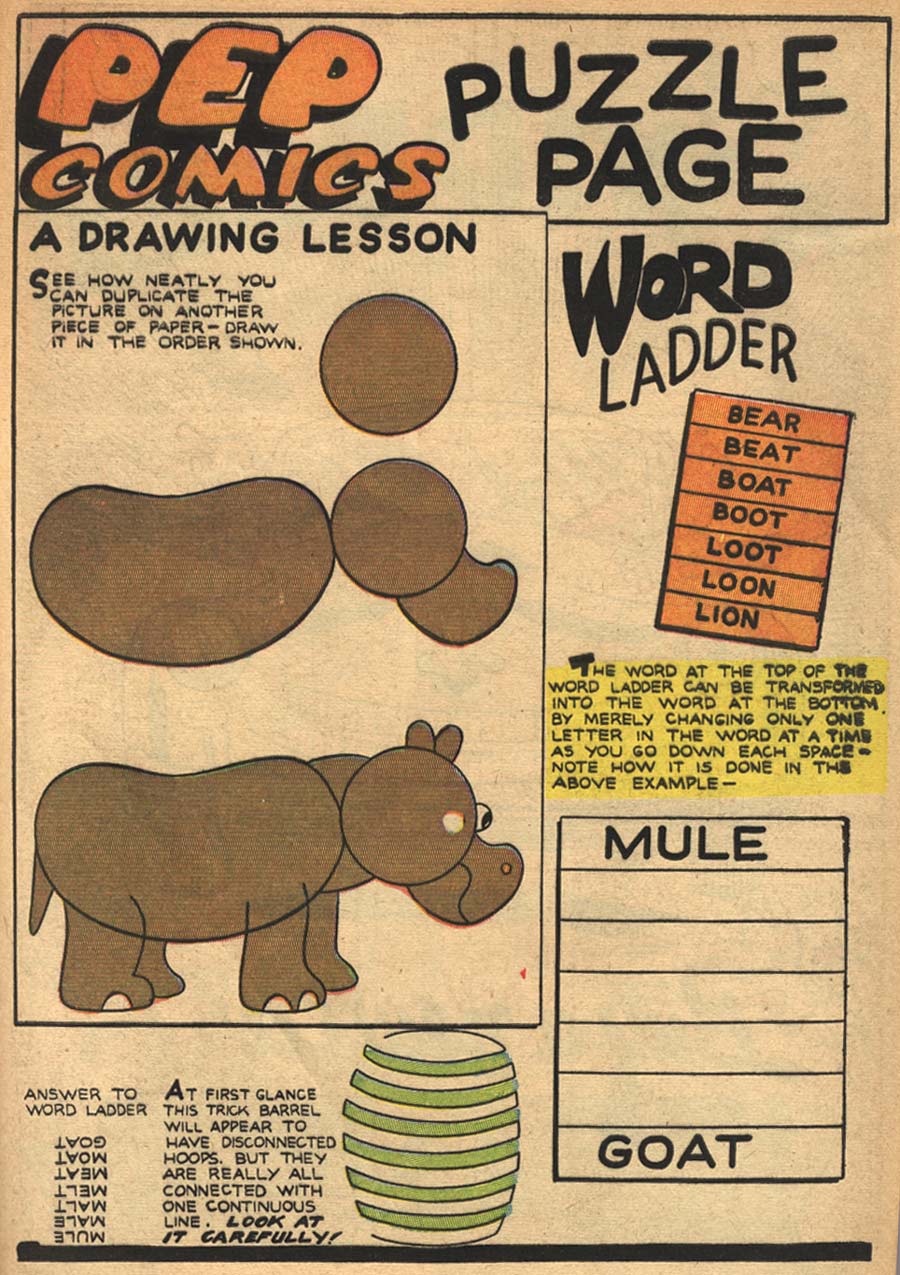 PEP
COMICS
PUZZLE
PAGE
A DRAWING LESSON
SEE HOW NEATLY YOU
CAN DUPLICATE THE
PICTURE ON ANOTHER
PIECE OF PAPER—DRAW
IT IN THE ORDER SHOWN.
WORD
LADDER
BEAR
BEAT
BOAT
BOOT
LOOT
LOON
LION
THE WORD AT THE TOP OF THE
WORD LADDER CAN BE TRANSFORMED
INTO THE WORD AT THE BOTTOM
BY MERELY CHANGING ONLY ONE
LETTER IN THE WORD AT A TIME
AS YOU GO DOWN EACH SPACE—
NOTE HOW IT IS DONE IN THE
ABOVE EXAMPLE—
MULE
GOAT
ANSWER TO
WORD LADDER
MULE
MALE
MALT
MELT
MEAT
MOAT
GOAT
AT FIRST GLANCE
THIS TRICK BARREL
WILL APPEAR TO
HAVE DISCONNECTED
HOOPS. BUT THEY
ARE REALLY ALL
CONNECTED WITH
ONE CONTINUOUS
LINE. LOOK AT
IT CAREFULLY!